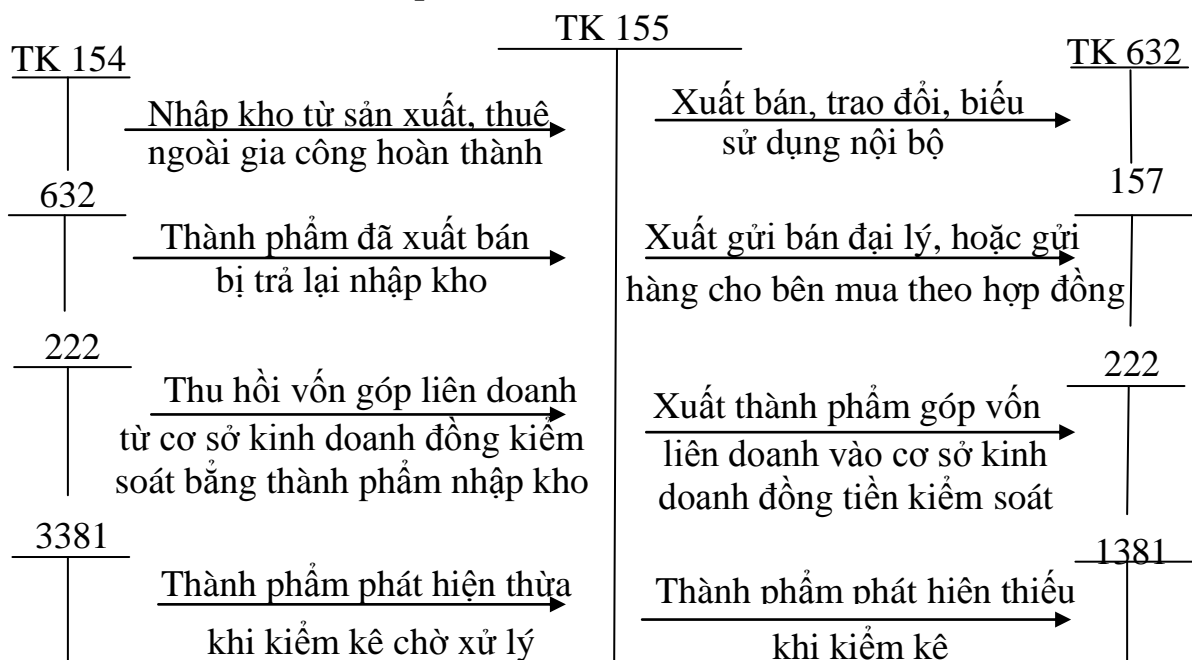 TK 155
TK 154
TK 632
Nhâp kho từ sản xuất, thuê
ngoài gia công hoàn thành
Xuất bán, trao đổi, biếu
sử dụng nội bộ
632
157
Thành phẩm đã xuất bán
bị trả lại nhập kho
Xuất gửi bán đại lý, hoặc gửi
hàng cho bên mua theo hợp đồng
222
222
Thu hồi vốn góp liên doanh
từ cơ sở kinh doanh đồng kiểm
soát bằng thành phẩm nhập kho
Xuất thành phẩm góp vốn
liên doanh vào cơ sở kinh
doanh đồng tiền kiểm soát
3381
1381
Thành phẩm phát hiện thừa
khi kiểm kê chờ xử lý
Thành phẩm phát hiên thiếu
khi kiểm kê